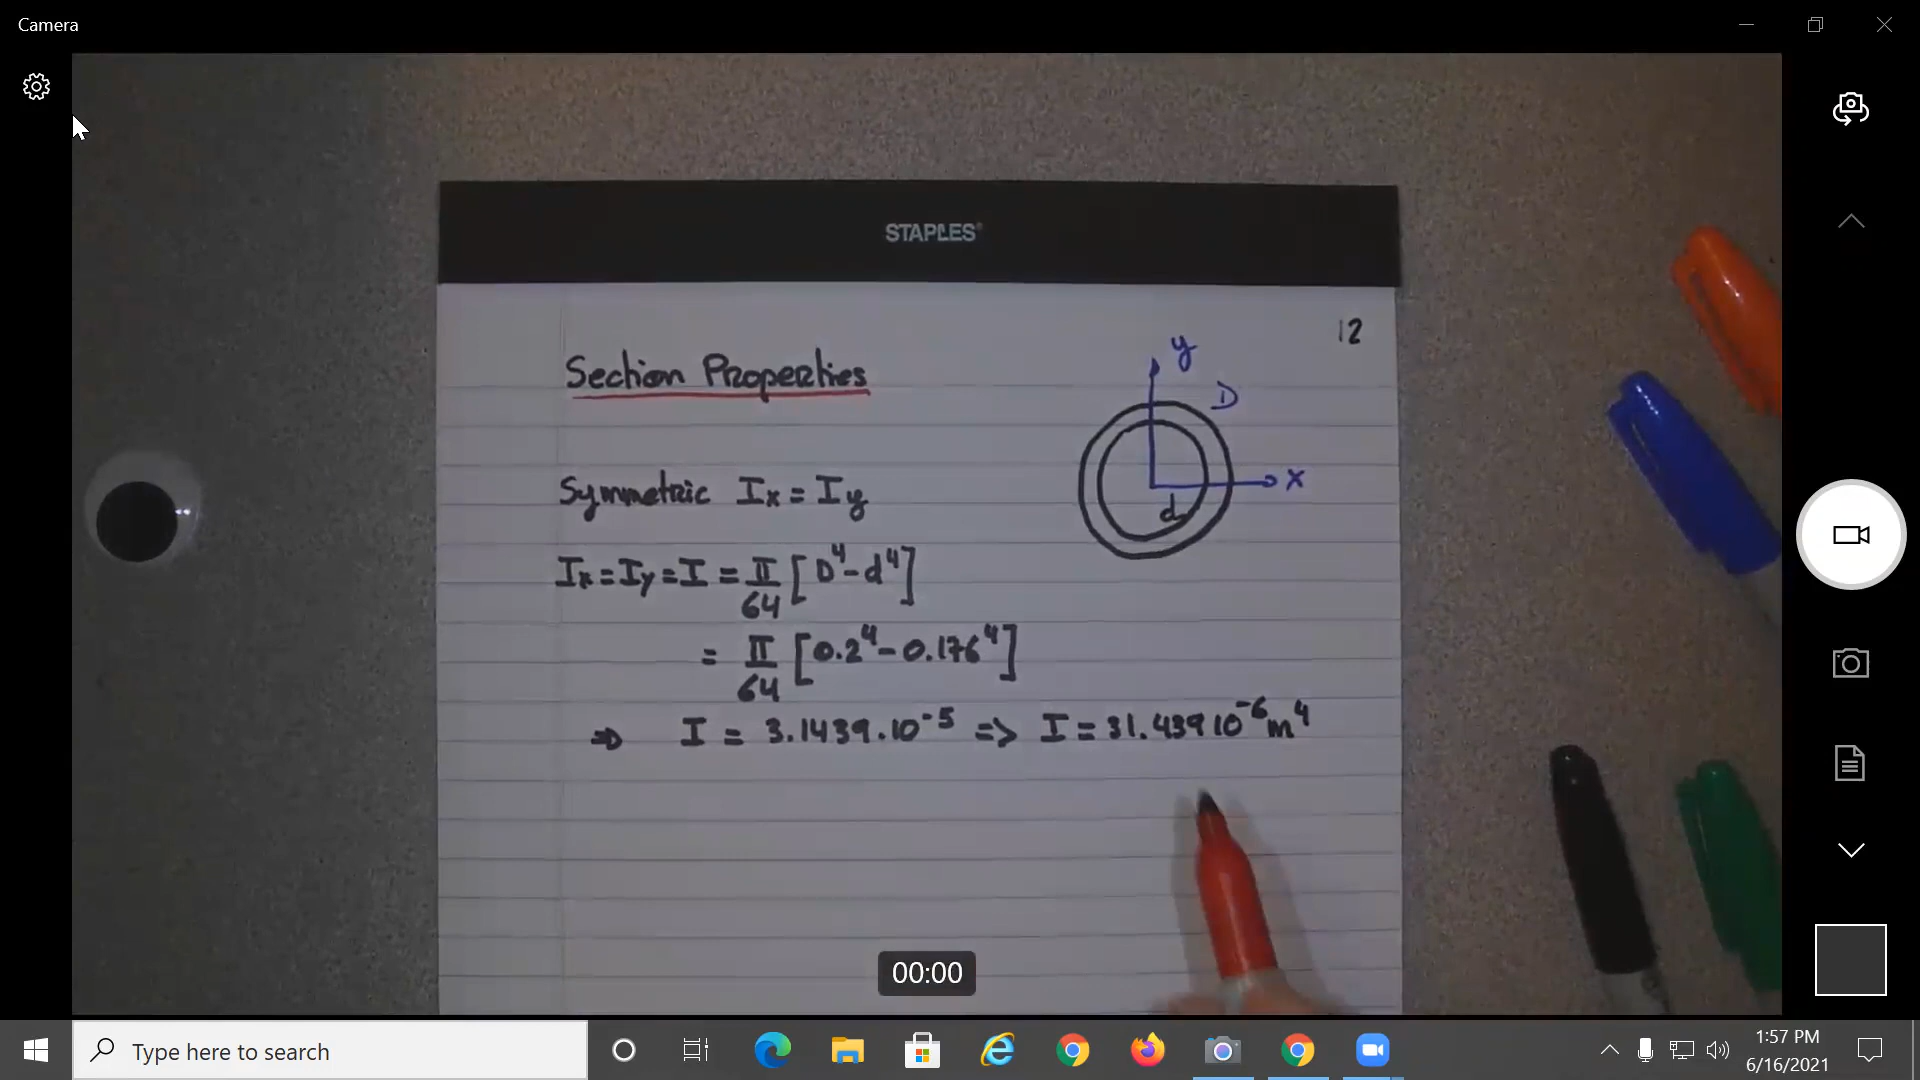 Camera
STAPLES
12
Section Properties
y
D
x
d
Symmetric Ix = Iy
Ix = Iy = I = π/64 [D⁴ - d⁴]
= π/64 [0.2⁴ - 0.176⁴]
⇒ I = 3.1439.10⁻⁵ => I = 31.439 10⁻⁶ m⁴
00:00
Type here to search
1:57 PM
6/16/2021